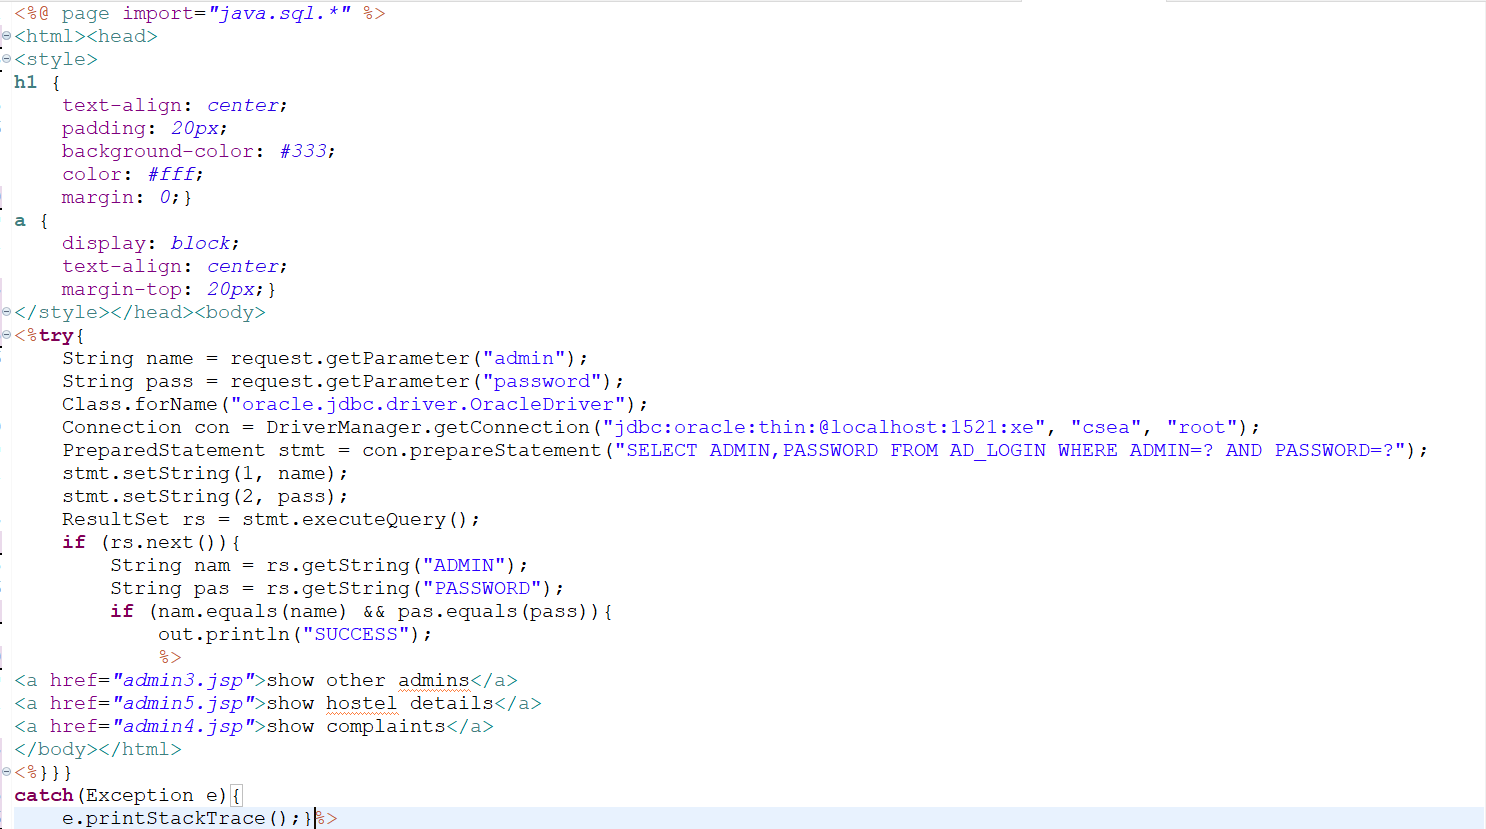 <%@ page import="java.sql.*" %>
<html><head>
<style>
h1 {
    text-align: center;
    padding: 20px;
    background-color: #333;
    color: #fff;
    margin: 0;}
a {
    display: block;
    text-align: center;
    margin-top: 20px;}
</style></head><body>
<%try{
    String name = request.getParameter("admin");
    String pass = request.getParameter("password");
    Class.forName("oracle.jdbc.driver.OracleDriver");
    Connection con = DriverManager.getConnection("jdbc:oracle:thin:@localhost:1521:xe", "csea", "root");
    PreparedStatement stmt = con.prepareStatement("SELECT ADMIN,PASSWORD FROM AD_LOGIN WHERE ADMIN=? AND PASSWORD=?");
    stmt.setString(1, name);
    stmt.setString(2, pass);
    ResultSet rs = stmt.executeQuery();
    if (rs.next()){
        String nam = rs.getString("ADMIN");
        String pas = rs.getString("PASSWORD");
        if (nam.equals(name) && pas.equals(pass)){
            out.println("SUCCESS");
            %>
<a href="admin3.jsp">show other admins</a>
<a href="admin5.jsp">show hostel details</a>
<a href="admin4.jsp">show complaints</a>
</body></html>
<%}}}
catch(Exception e){
    e.printStackTrace();}%>